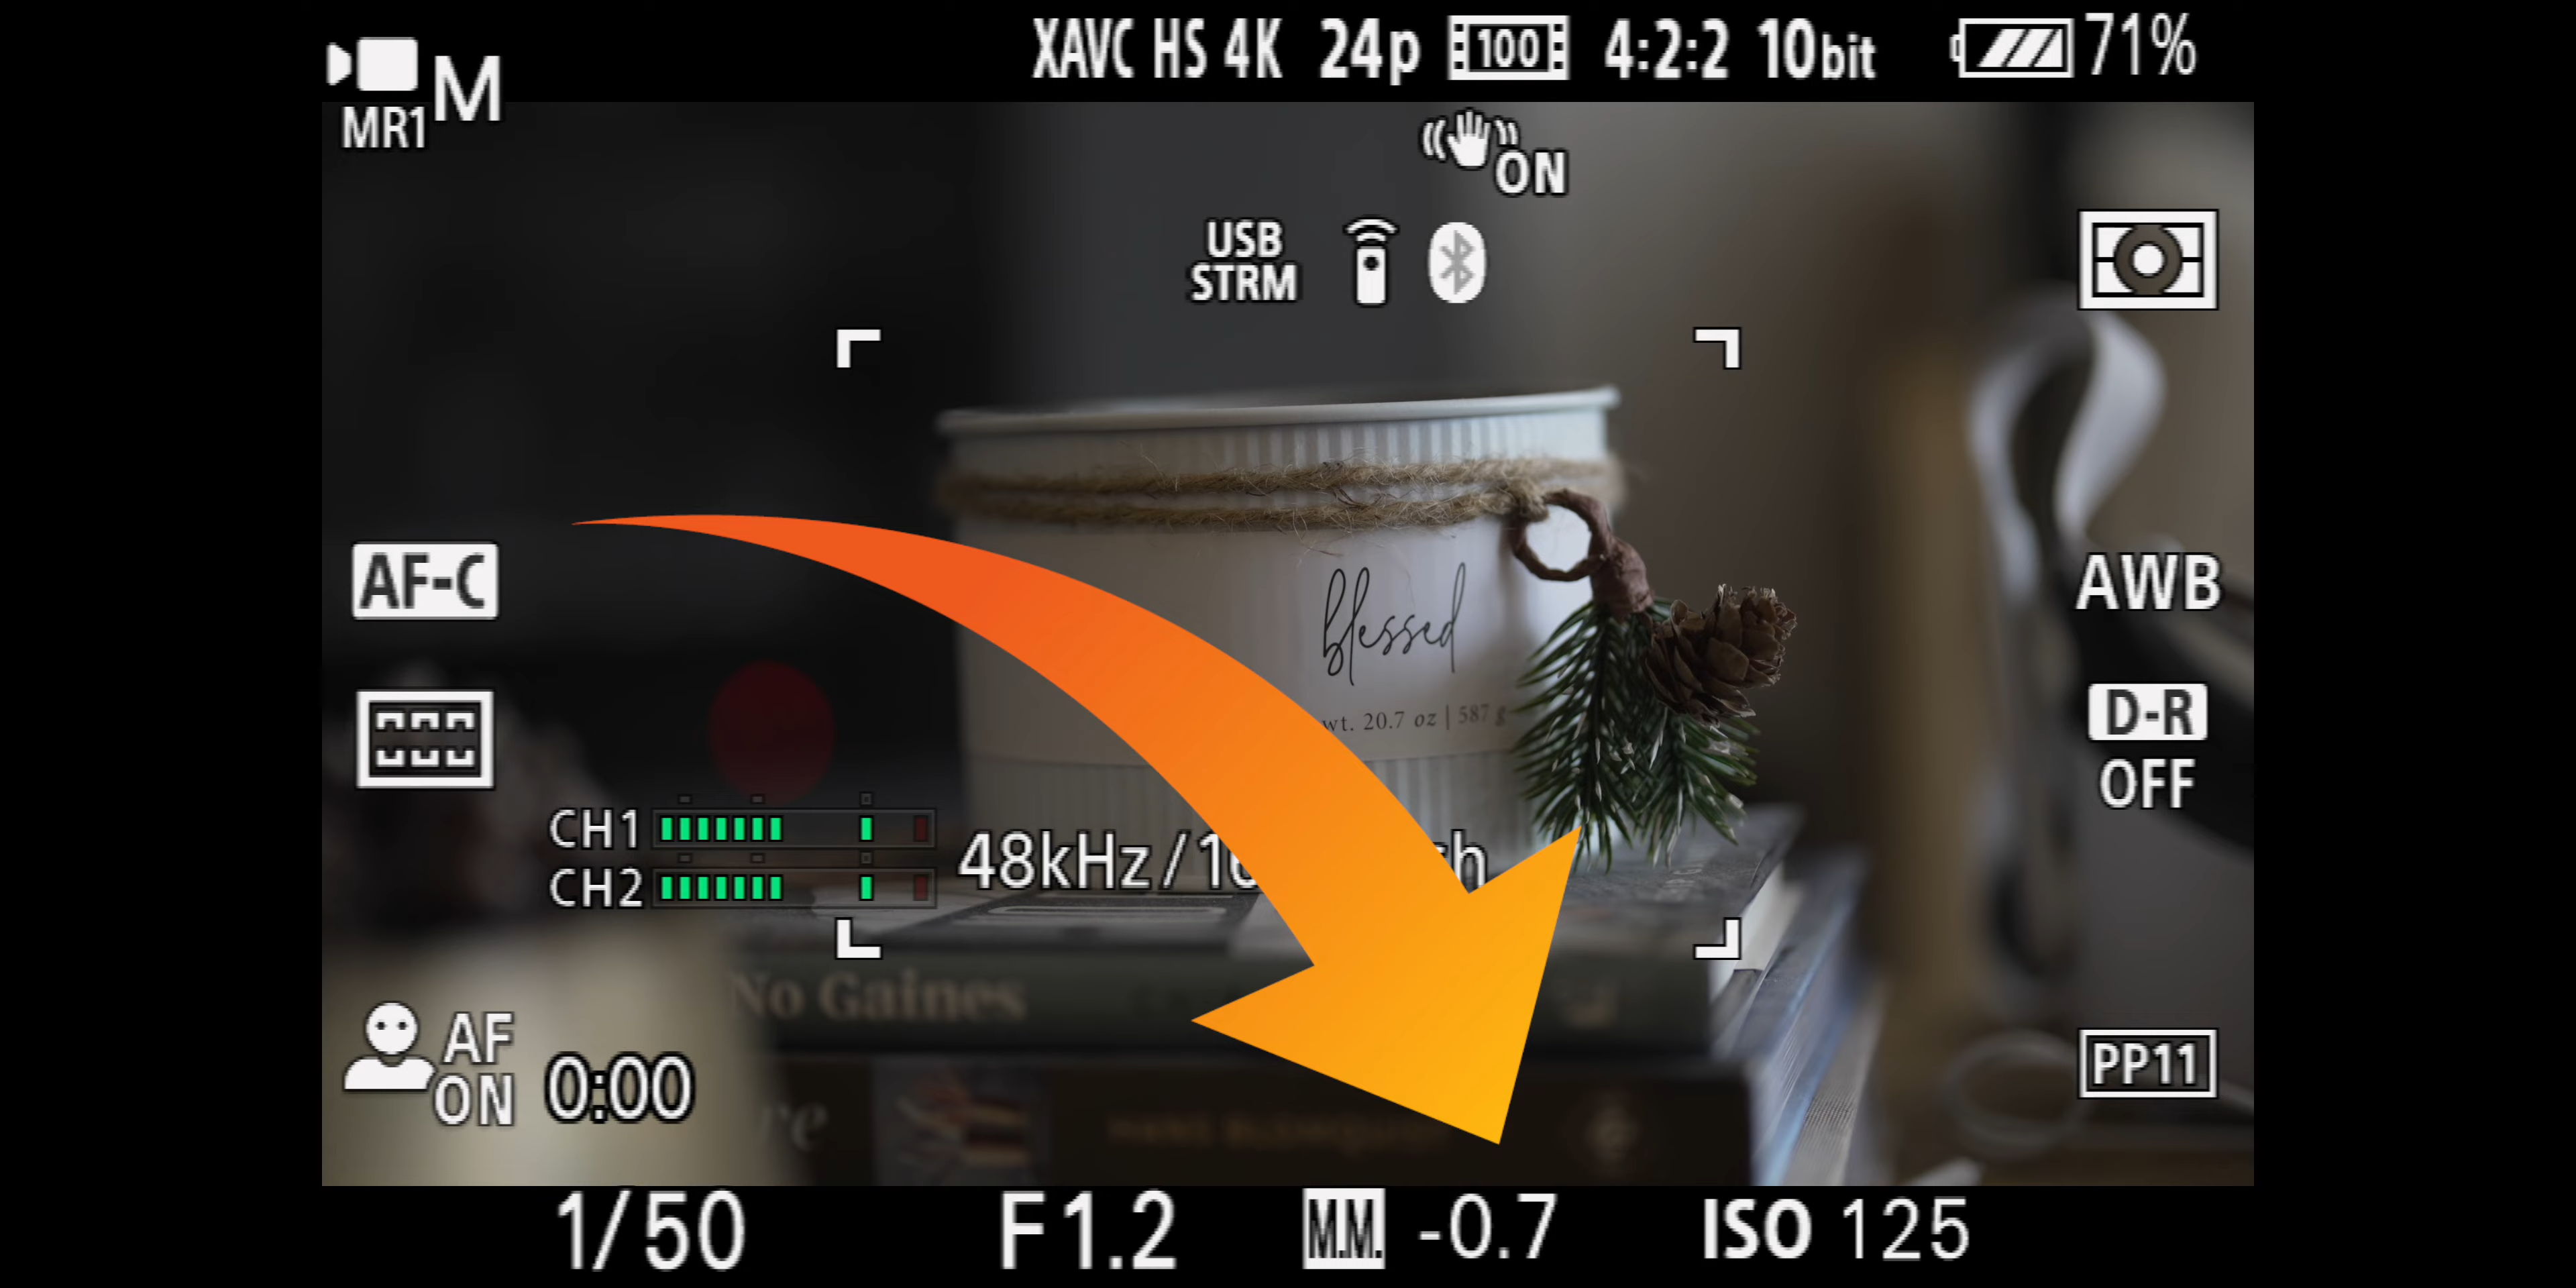 XAVC HS 4K 24p 100 4:2:2 10bit 71%
M
MR1
ON
USB
STRM
AF-C
AWB
blessed
wt. 20.7 oz | 587 g
D-R
OFF
CH1
48kHz/16
CH2
No Gaines
AF
ON 0:00
PP11
re
1/50 F1.2 M.M. -0.7 ISO 125